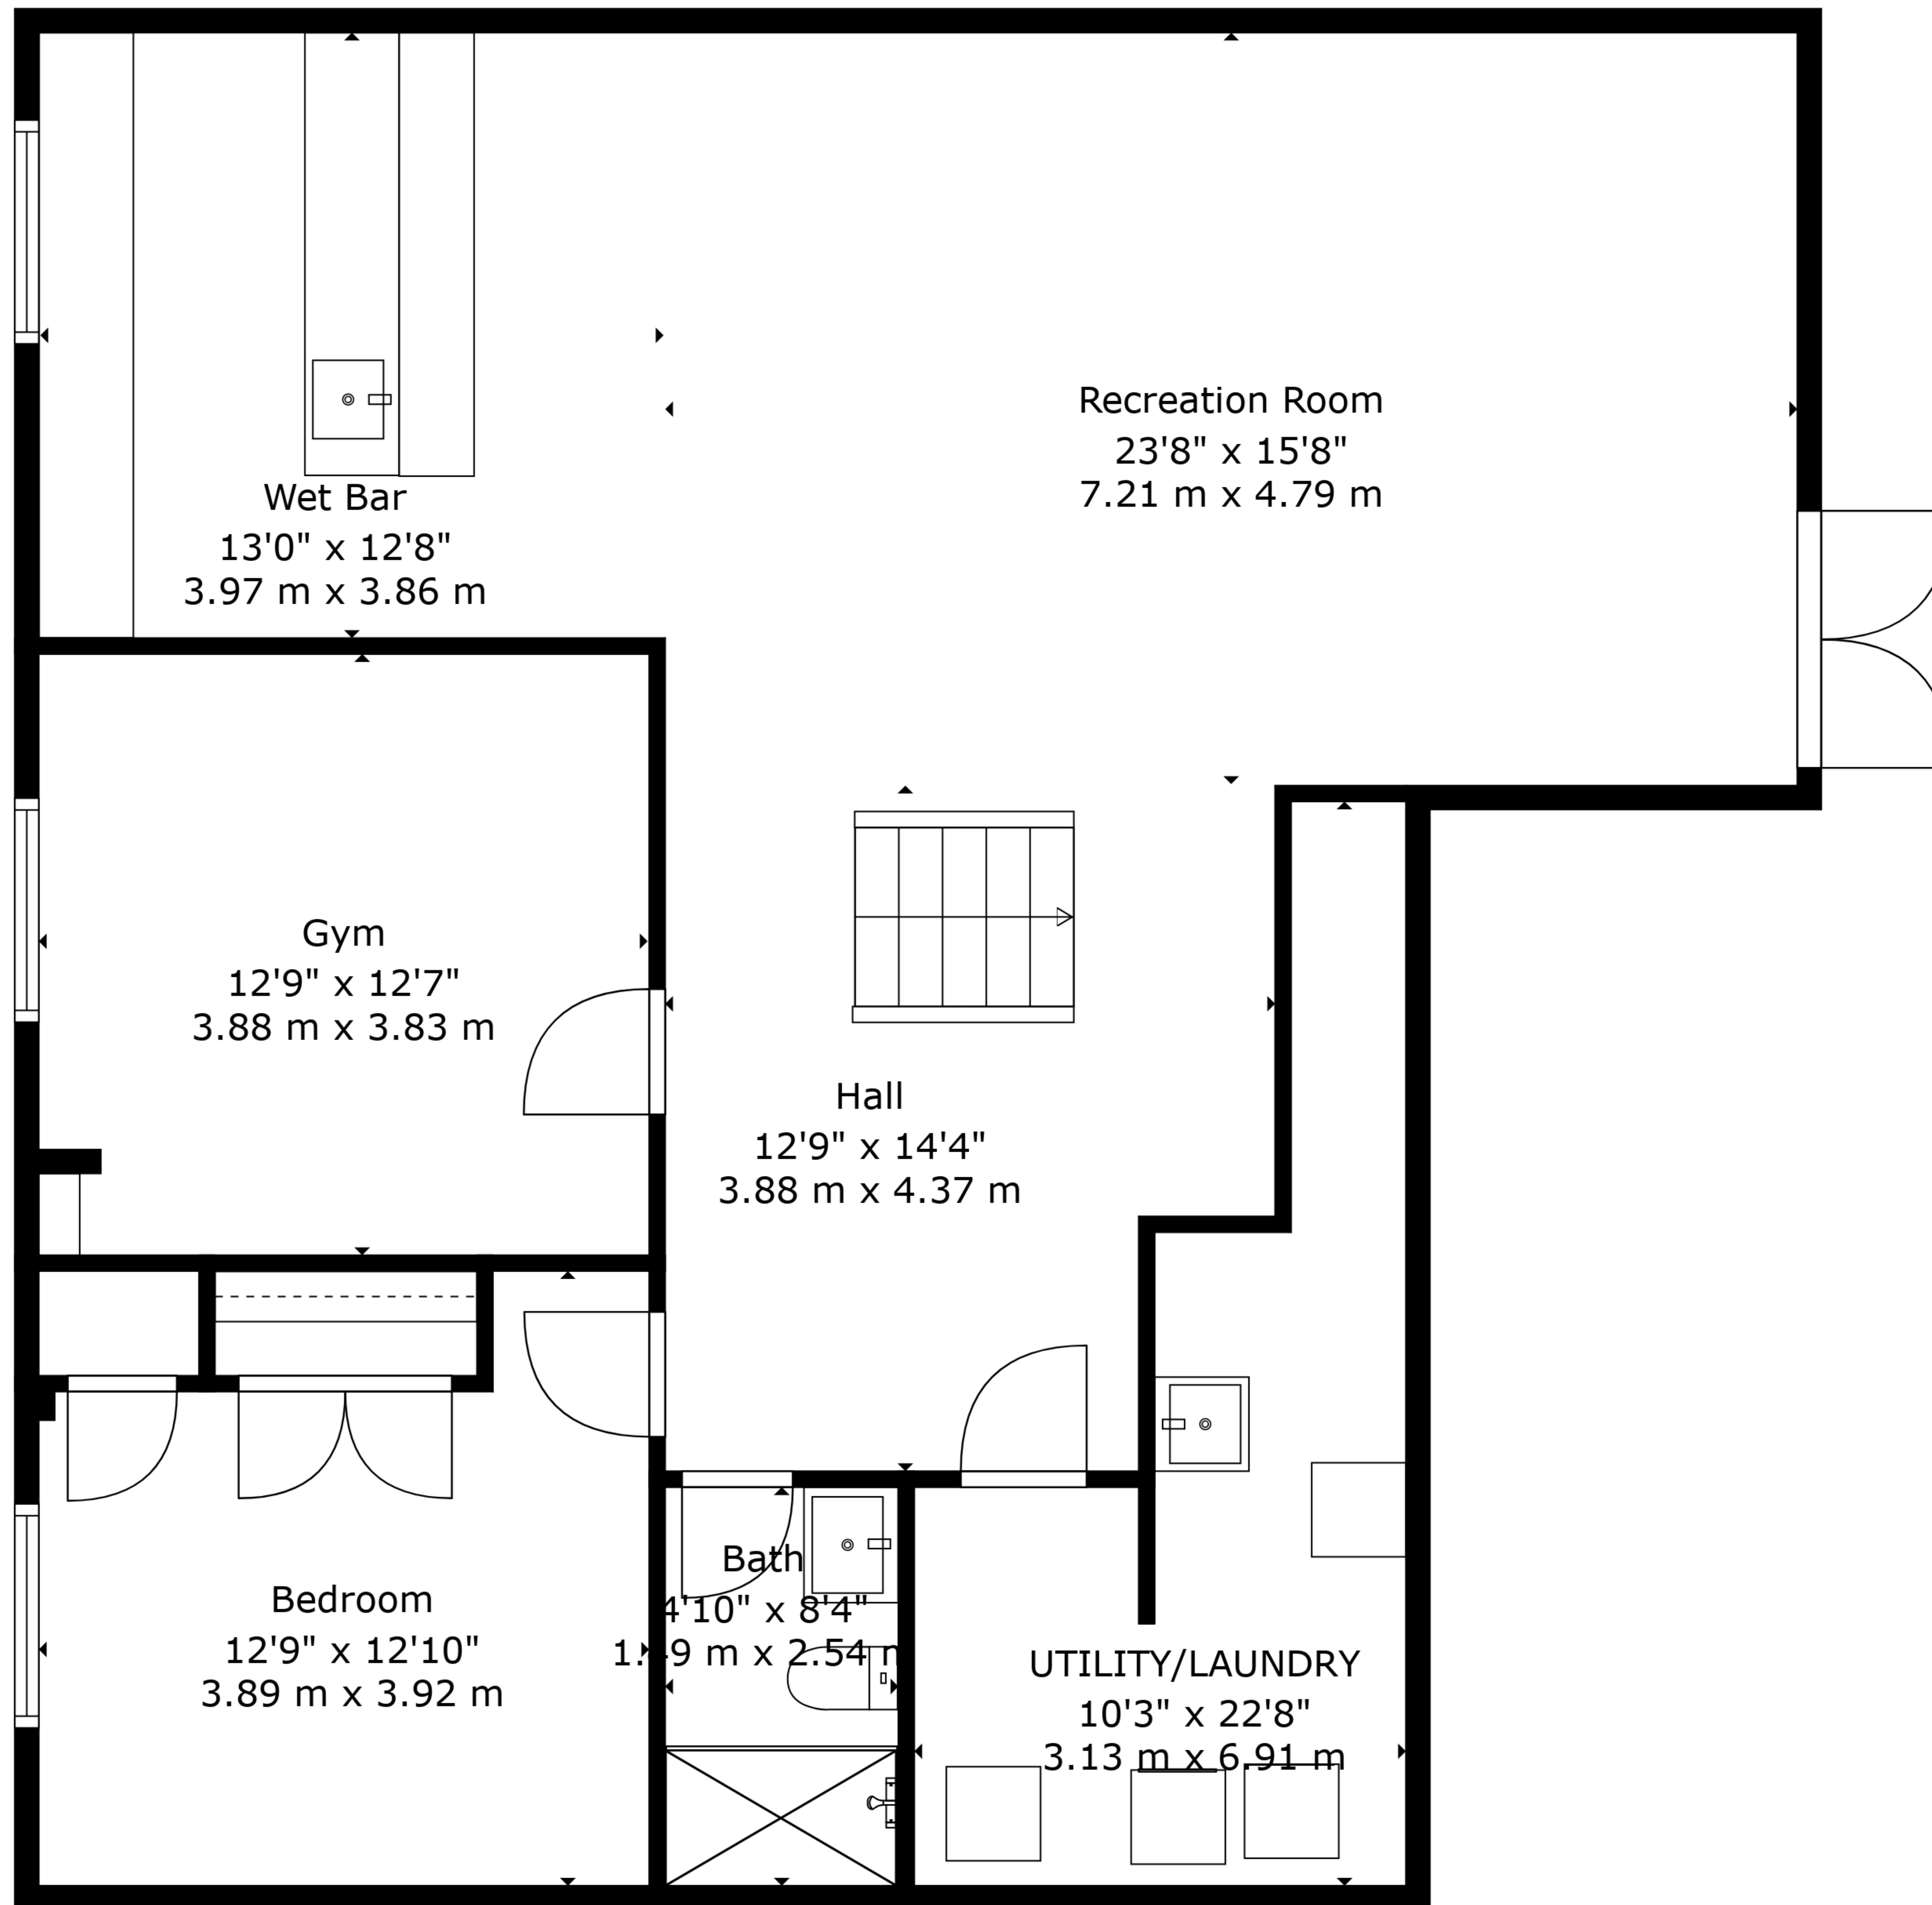 Recreation Room
23'8" x 15'8"
7.21 m x 4.79 m
Wet Bar
13'0" x 12'8"
3.97 m x 3.86 m
Gym
12'9" x 12'7"
3.88 m x 3.83 m
Hall
12'9" x 14'4"
3.88 m x 4.37 m
Bath
4'10" x 8'4"
m x 2.54
Bedroom
12'9" x 12'10"
3.89 m x 3.92 m
UTILITY/LAUNDRY
10'3" x 22'8"
3.13 m x 6.91 m